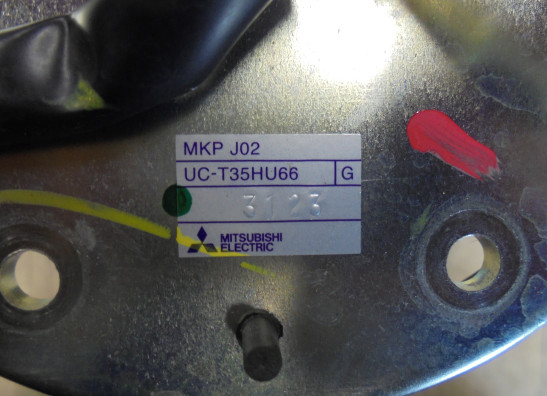 MKP J02
UC-T35HU66 G
3123
MITSUBISHI
ELECTRIC